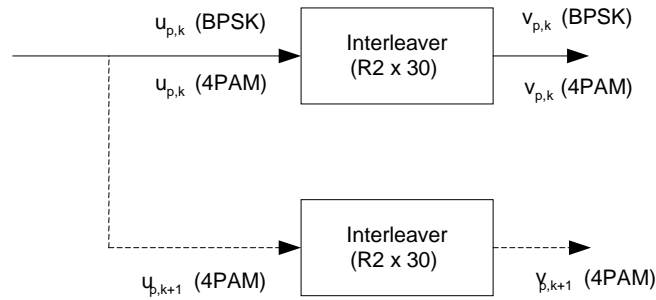 u_{p,k} (BPSK)
u_{p,k} (4PAM)
Interleaver
(R2 x 30)
v_{p,k} (BPSK)
v_{p,k} (4PAM)
u_{p,k+1} (4PAM)
Interleaver
(R2 x 30)
v_{p,k+1} (4PAM)